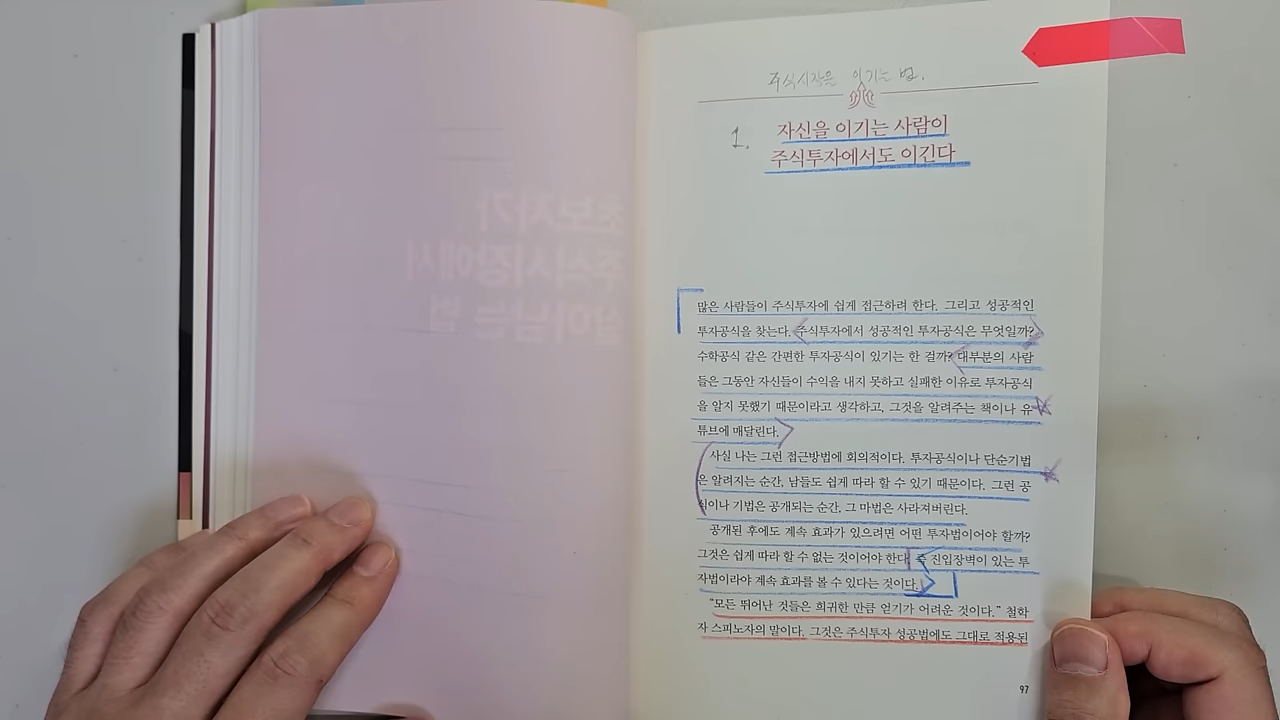 주식시장을 이기는 법.
1. 자신을 이기는 사람이
주식투자에서도 이긴다
많은 사람들이 주식투자에 쉽게 접근하려 한다. 그리고 성공적인
투자공식을 찾는다. 주식투자에서 성공적인 투자공식은 무엇일까?
수학공식 같은 간편한 투자공식이 있기는 한 걸까? 대부분의 사람
들은 그동안 자신들이 수익을 내지 못하고 실패한 이유로 투자공식
을 알지 못했기 때문이라고 생각하고, 그것을 알려주는 책이나 유
튜브에 매달린다.
사실 나는 그런 접근방법에 회의적이다. 투자공식이나 단순기법
은 알려지는 순간, 남들도 쉽게 따라 할 수 있기 때문이다. 그런 공
식이나 기법은 공개되는 순간, 그 마법은 사라져버린다.
공개된 후에도 계속 효과가 있으려면 어떤 투자법이어야 할까?
그것은 쉽게 따라 할 수 없는 것이어야 한다. 즉 진입장벽이 있는 투
자법이라야 계속 효과를 볼 수 있다는 것이다.
“모든 뛰어난 것들은 희귀한 만큼 얻기가 어려운 것이다.” 철학
자 스피노자의 말이다. 그것은 주식투자 성공법에도 그대로 적용된
97
초보자가
주식시장에서
살아남는 법